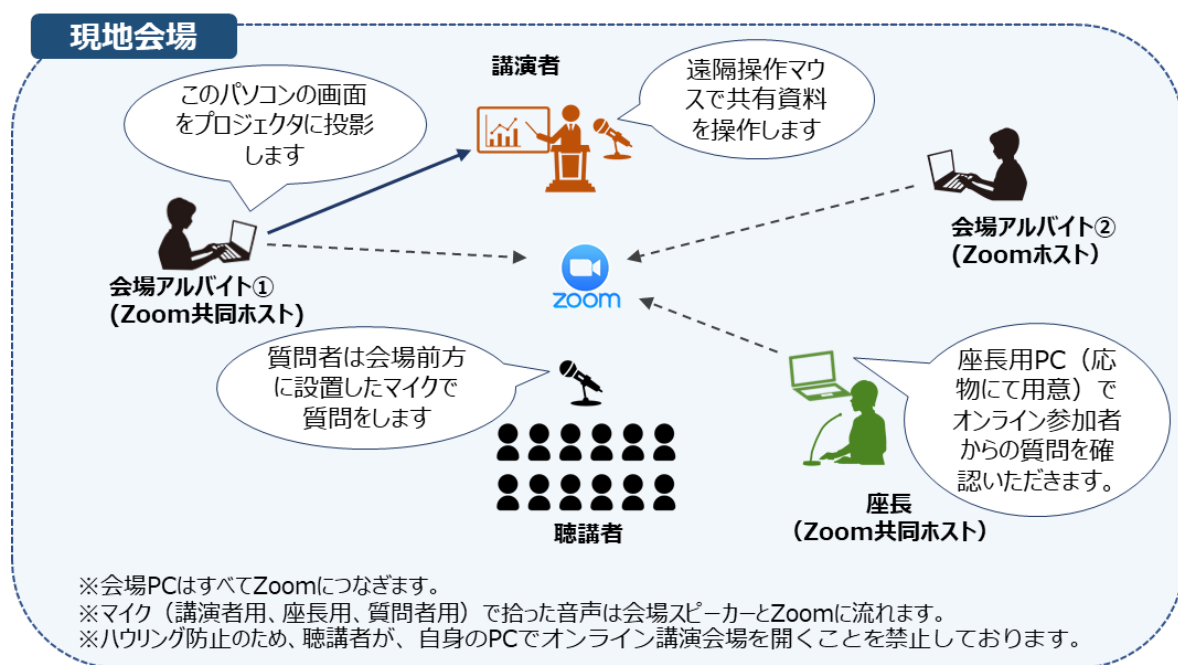 現地会場
講演者
このパソコンの画面
をプロジェクタに投影
します
遠隔操作マウ
スで共有資料
を操作します
会場アルバイト①
(Zoom共同ホスト)
会場アルバイト②
(Zoomホスト）
zoom
質問者は会場前方
に設置したマイクで
質問をします
座長用PC（応
物にて用意）で
オンライン参加者
からの質問を確
認いただきます。
聴講者
座長
（Zoom共同ホスト）
※会場PCはすべてZoomにつなぎます。
※マイク（講演者用、座長用、質問者用）で拾った音声は会場スピーカーとZoomに流れます。
※ハウリング防止のため、聴講者が、自身のPCでオンライン講演会場を開くことを禁止しております。